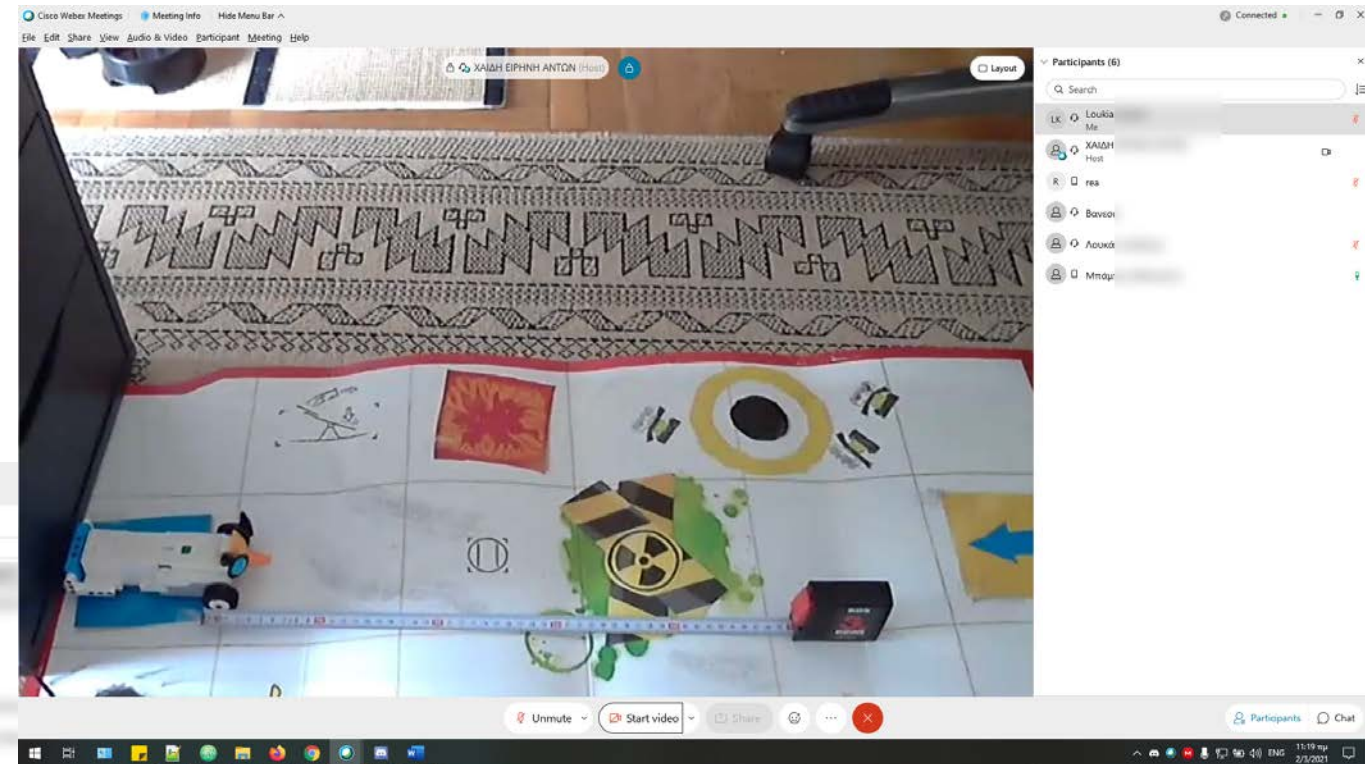 Cisco Webex Meetings Meeting Info Hide Menu Bar
Connected
File Edit Share View Audio & Video Participant Meeting Help
ΧΑΙΔΗ ΕΙΡΗΝΗ ΑΝΤΩΝ (Host)
Layout
Participants (6)
Search
LK Loukia
Me
ΧΑΙΔΗ
Host
R rea
Βανεσ
Λουκά
Μπάμ
Unmute
Start video
Share
Participants
Chat
ENG
11:19 πμ
2/3/2021